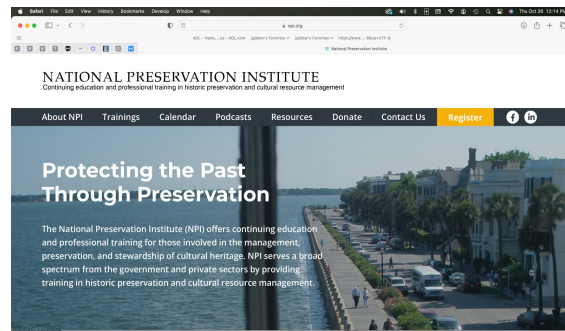 Safari File Edit View History Bookmarks Develop Window Help
Thu Oct 26 12:14 PM
npi.org
AOL - News, ...es - AOL.com
National Preservation Institute
NATIONAL PRESERVATION INSTITUTE
Continuing education and professional training in historic preservation and cultural resource management
About NPI Trainings Calendar Podcasts Resources Donate Contact Us Register f in
Protecting the Past
Through Preservation
The National Preservation Institute (NPI) offers continuing education
and professional training for those involved in the management,
preservation, and stewardship of cultural heritage. NPI serves a broad
spectrum from the government and private sectors by providing
training in historic preservation and cultural resource management.